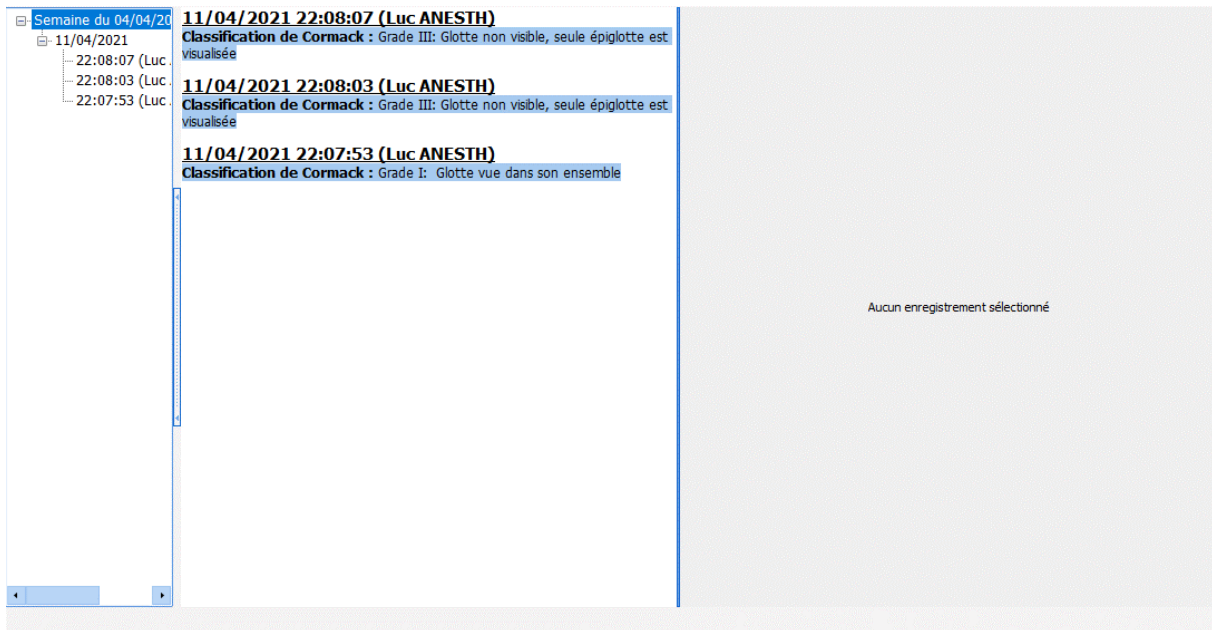 Semaine du 04/04/20
11/04/2021
22:08:07 (Luc
22:08:03 (Luc
22:07:53 (Luc
11/04/2021 22:08:07 (Luc ANESTH)
Classification de Cormack : Grade III: Glotte non visible, seule épiglotte est
visualisée
11/04/2021 22:08:03 (Luc ANESTH)
Classification de Cormack : Grade III: Glotte non visible, seule épiglotte est
visualisée
11/04/2021 22:07:53 (Luc ANESTH)
Classification de Cormack : Grade I: Glotte vue dans son ensemble
Aucun enregistrement sélectionné